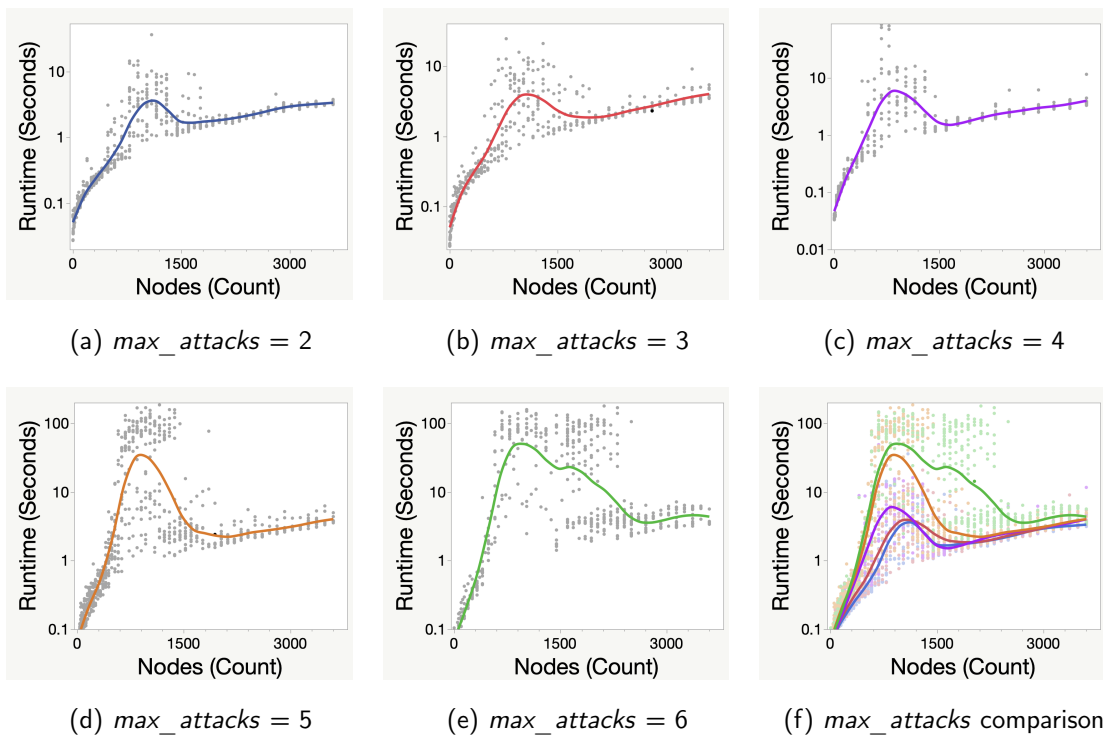 Runtime (Seconds)
10
1
0.1
0
1500
3000
Nodes (Count)
(a) max_attacks = 2
Runtime (Seconds)
10
1
0.1
0
1500
3000
Nodes (Count)
(b) max_attacks = 3
Runtime (Seconds)
10
1
0.1
0.01
0
1500
3000
Nodes (Count)
(c) max_attacks = 4
Runtime (Seconds)
100
10
1
0.1
0
1500
3000
Nodes (Count)
(d) max_attacks = 5
Runtime (Seconds)
100
10
1
0.1
0
1500
3000
Nodes (Count)
(e) max_attacks = 6
Runtime (Seconds)
100
10
1
0.1
0
1500
3000
Nodes (Count)
(f) max_attacks comparison